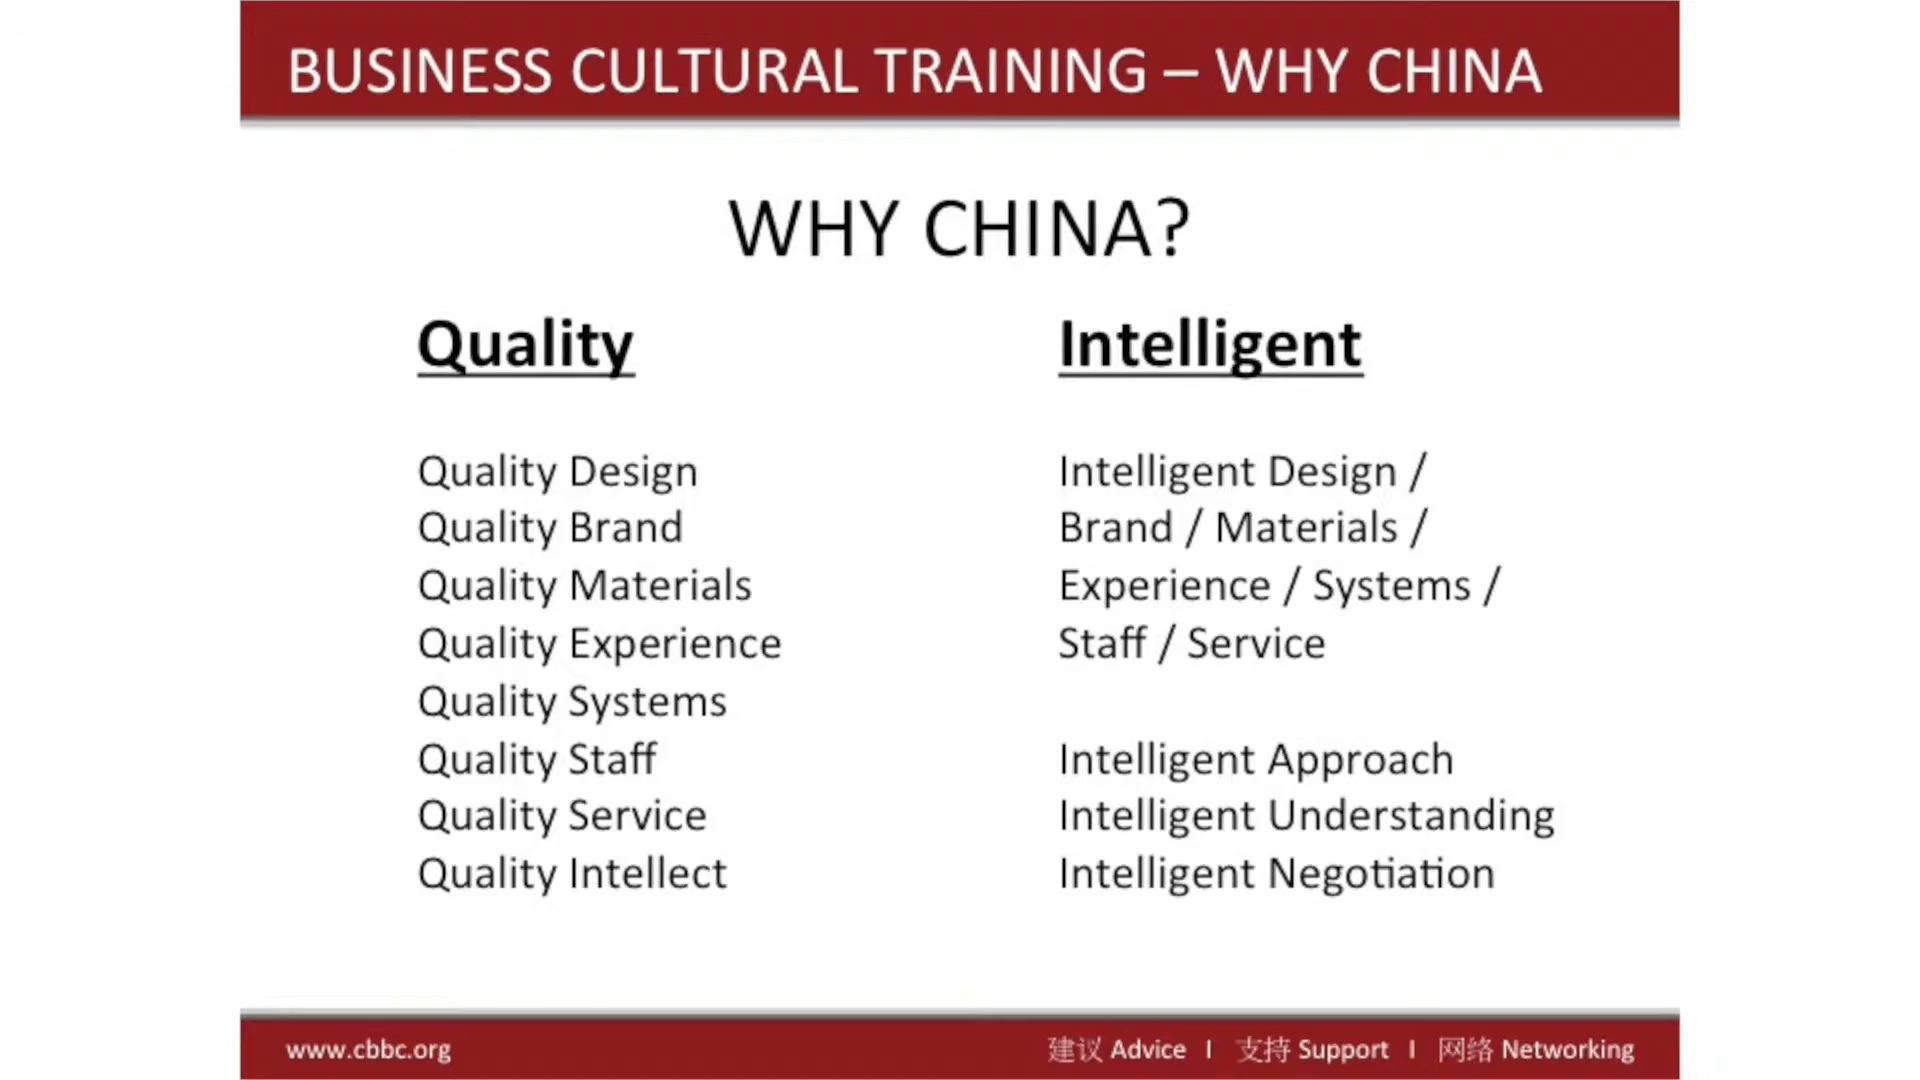 BUSINESS CULTURAL TRAINING – WHY CHINA
WHY CHINA?
Quality
Quality Design
Quality Brand
Quality Materials
Quality Experience
Quality Systems
Quality Staff
Quality Service
Quality Intellect
Intelligent
Intelligent Design /
Brand / Materials /
Experience / Systems /
Staff / Service
Intelligent Approach
Intelligent Understanding
Intelligent Negotiation
www.cbbc.org
建议 Advice I 支持 Support I 网络 Networking